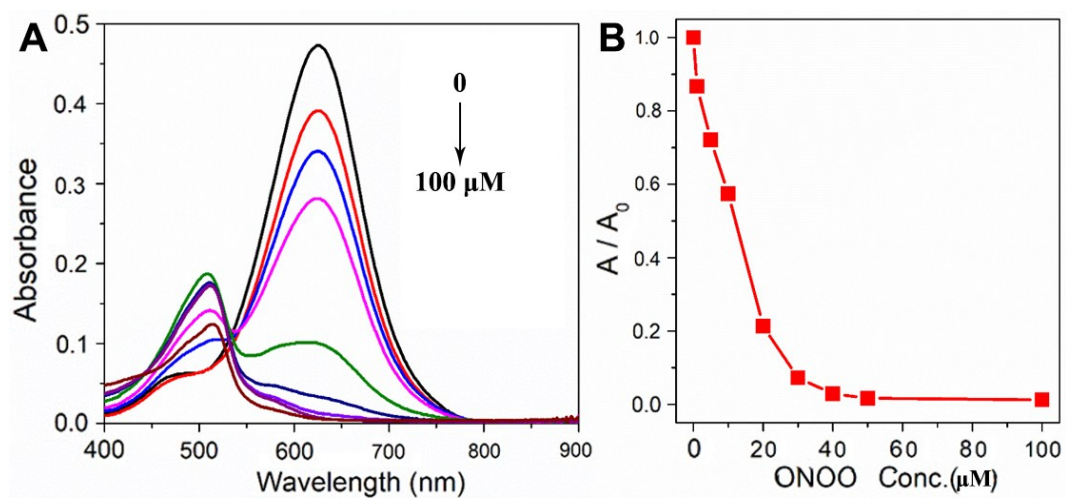 A
0.5
0.4
0.3
0.2
0.1
0.0
Absorbance
0
100 μM
400 500 600 700 800 900
Wavelength (nm)
B
1.0
0.8
0.6
0.4
0.2
0.0
A / A0
0 20 40 60 80 100
ONOO Conc.(μM)